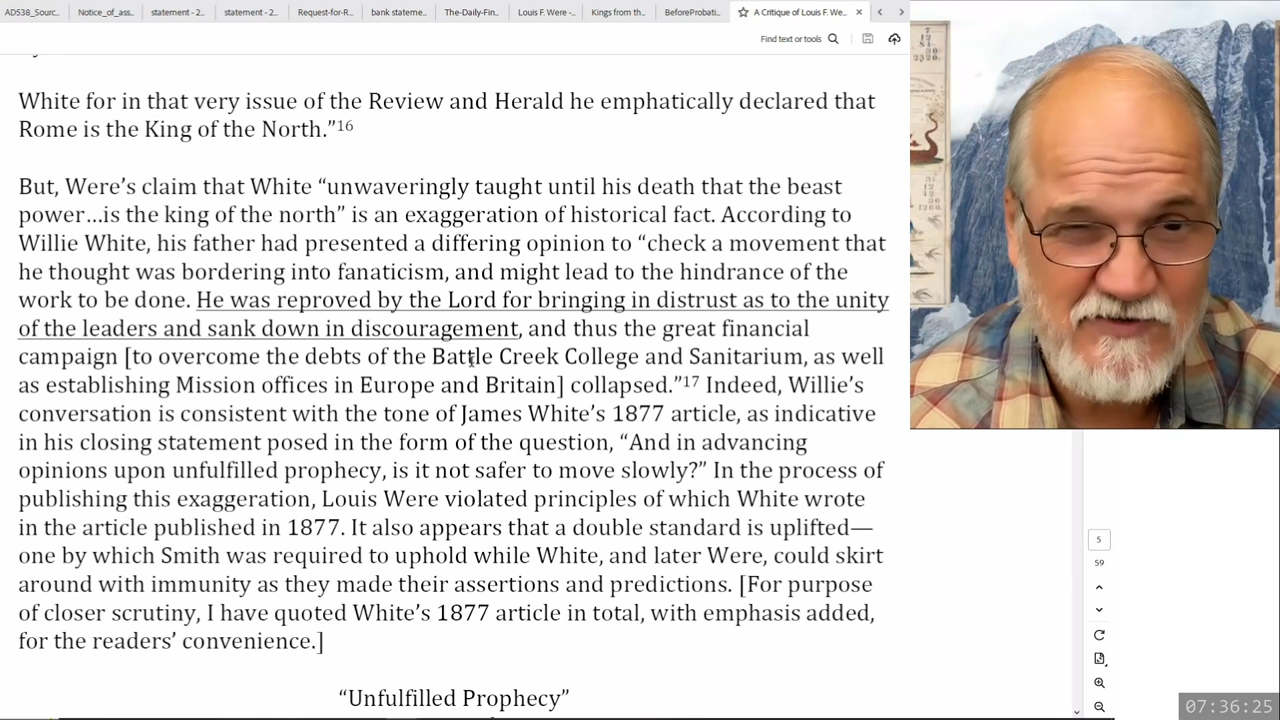 AD538_Sourc..
Notice_of_ass..
statement - 2...
statement - 2...
Request-for-R...
bank stateme...
The-Daily-Fin...
Louis F. Were -...
Kings from th...
BeforeProbati...
A Critique of Louis F. We...
Find text or tools
White for in that very issue of the Review and Herald he emphatically declared that
Rome is the King of the North.”16
But, Were’s claim that White “unwaveringly taught until his death that the beast
power…is the king of the north” is an exaggeration of historical fact. According to
Willie White, his father had presented a differing opinion to “check a movement that
he thought was bordering into fanaticism, and might lead to the hindrance of the
work to be done. He was reproved by the Lord for bringing in distrust as to the unity
of the leaders and sank down in discouragement, and thus the great financial
campaign [to overcome the debts of the Battle Creek College and Sanitarium, as well
as establishing Mission offices in Europe and Britain] collapsed.”17 Indeed, Willie’s
conversation is consistent with the tone of James White’s 1877 article, as indicative
in his closing statement posed in the form of the question, “And in advancing
opinions upon unfulfilled prophecy, is it not safer to move slowly?” In the process of
publishing this exaggeration, Louis Were violated principles of which White wrote
in the article published in 1877. It also appears that a double standard is uplifted—
one by which Smith was required to uphold while White, and later Were, could skirt
around with immunity as they made their assertions and predictions. [For purpose
of closer scrutiny, I have quoted White’s 1877 article in total, with emphasis added,
for the readers’ convenience.]
“Unfulfilled Prophecy”
5
59
07:36:25